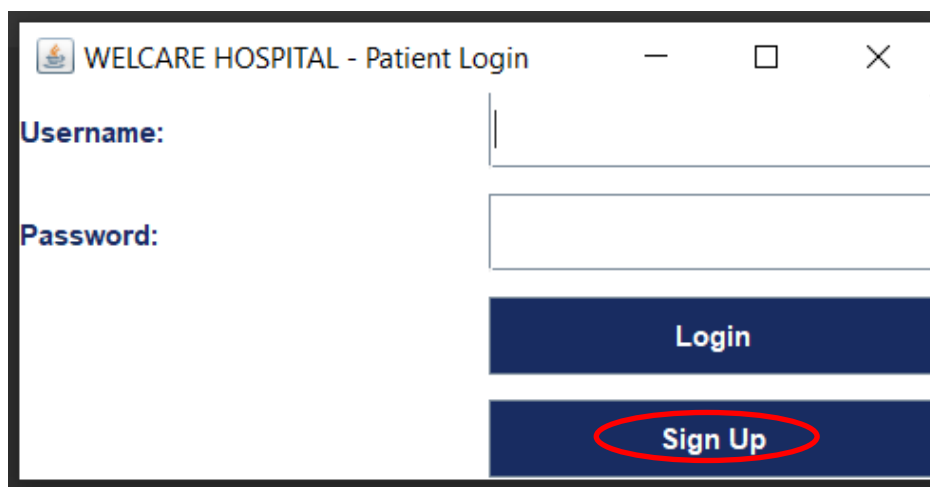 WELCARE HOSPITAL - Patient Login
Username:
Password:
Login
Sign Up